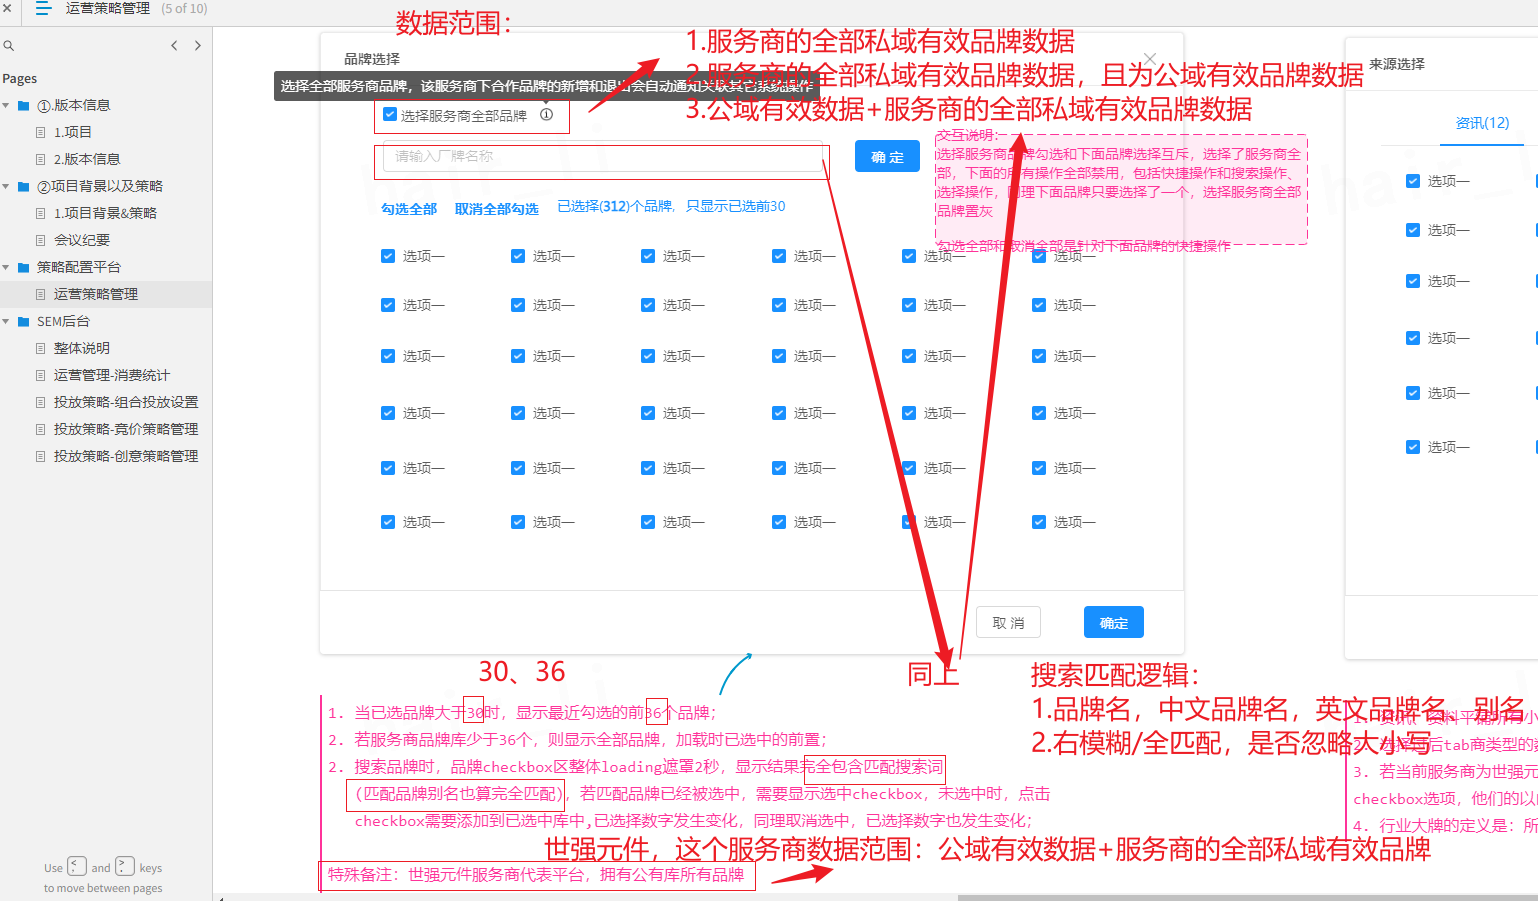 运营策略管理 (5 of 10)
Pages
①.版本信息
1.项目
2.版本信息
②项目背景以及策略
1.项目背景&策略
会议纪要
策略配置平台
运营策略管理
SEM后台
整体说明
运营管理-消费统计
投放策略-组合投放设置
投放策略-竞价策略管理
投放策略-创意策略管理
Use < ; and > . keys
to move between pages
数据范围：
1.服务商的全部私域有效品牌数据
2.服务商的全部私域有效品牌数据，且为公域有效品牌数据
3.公域有效数据+服务商的全部私域有效品牌数据
品牌选择
选择全部服务商品牌，该服务商下合作品牌的新增和退出会自动通知关联其它系统操作
选择服务商全部品牌
请输入厂牌名称
确 定
勾选全部 取消全部勾选 已选择(312)个品牌，只显示已选前30
交互说明：
选择服务商品牌勾选和下面品牌选择互斥，选择了服务商全
部，下面的所有操作全部禁用，包括快捷操作和搜索操作、
选择操作，同理下面品牌只要选择了一个，选择服务商全部
品牌置灰
勾选全部和取消全部是针对下面品牌的快捷操作
选项一 选项一 选项一 选项一 选项一 选项一
选项一 选项一 选项一 选项一 选项一 选项一
选项一 选项一 选项一 选项一 选项一 选项一
选项一 选项一 选项一 选项一 选项一 选项一
选项一 选项一 选项一 选项一 选项一 选项一
选项一 选项一 选项一 选项一 选项一 选项一
取 消 确定
来源选择
资讯(12)
选项一
选项一
选项一
选项一
选项一
选项一
30、36
同上
搜索匹配逻辑：
1.品牌名，中文品牌名，英文品牌名、别名
2.右模糊/全匹配，是否忽略大小写
1. 当已选品牌大于30时，显示最近勾选的前36个品牌；
2. 若服务商品牌库少于36个，则显示全部品牌，加载时已选中的前置；
2. 搜索品牌时，品牌checkbox区整体loading遮罩2秒，显示结果完全包含匹配搜索词
(匹配品牌别名也算完全匹配)，若匹配品牌已经被选中，需要显示选中checkbox，未选中时，点击
checkbox需要添加到已选中库中,已选择数字发生变化，同理取消选中，已选择数字也发生变化；
世强元件，这个服务商数据范围：公域有效数据+服务商的全部私域有效品牌
特殊备注：世强元件服务商代表平台，拥有公有库所有品牌
1. 资讯、资料平铺所有小
2. 选择过后tab商类型的数
3. 若当前服务商为世强元
checkbox选项，他们的以
4. 行业大牌的定义是：所